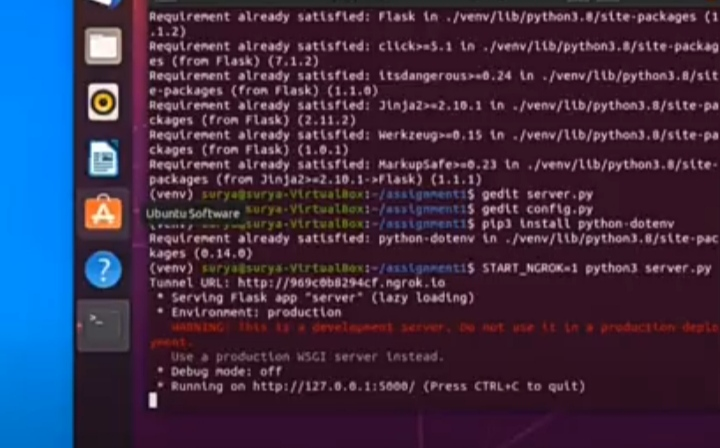 Requirement already satisfied: Flask in ./venv/lib/python3.8/site-packages (1
.1.2)
Requirement already satisfied: click>=5.1 in ./venv/lib/python3.8/site-packag
es (from Flask) (7.1.2)
Requirement already satisfied: itsdangerous>=0.24 in ./venv/lib/python3.8/sit
e-packages (from Flask) (1.1.0)
Requirement already satisfied: Jinja2>=2.10.1 in ./venv/lib/python3.8/site-pa
ckages (from Flask) (2.11.2)
Requirement already satisfied: Werkzeug>=0.15 in ./venv/lib/python3.8/site-pa
ckages (from Flask) (1.0.1)
Requirement already satisfied: MarkupSafe>=0.23 in ./venv/lib/python3.8/site-
packages (from Jinja2>=2.10.1->Flask) (1.1.1)
(venv) surya@surya-VirtualBox:~/assignment1$ gedit server.py
(venv) surya@surya-VirtualBox:~/assignment1$ gedit config.py
Ubuntu Software
(venv) surya@surya-VirtualBox:~/assignment1$ pip3 install python-dotenv
Requirement already satisfied: python-dotenv in ./venv/lib/python3.8/site-pac
kages (0.14.0)
(venv) surya@surya-VirtualBox:~/assignment1$ START_NGROK=1 python3 server.py
Tunnel URL: http://969c0b8294cf.ngrok.io
* Serving Flask app "server" (lazy loading)
* Environment: production
WARNING: This is a development server. Do not use it in a production deplo
yment.
Use a production WSGI server instead.
* Debug mode: off
* Running on http://127.0.0.1:5000/ (Press CTRL+C to quit)